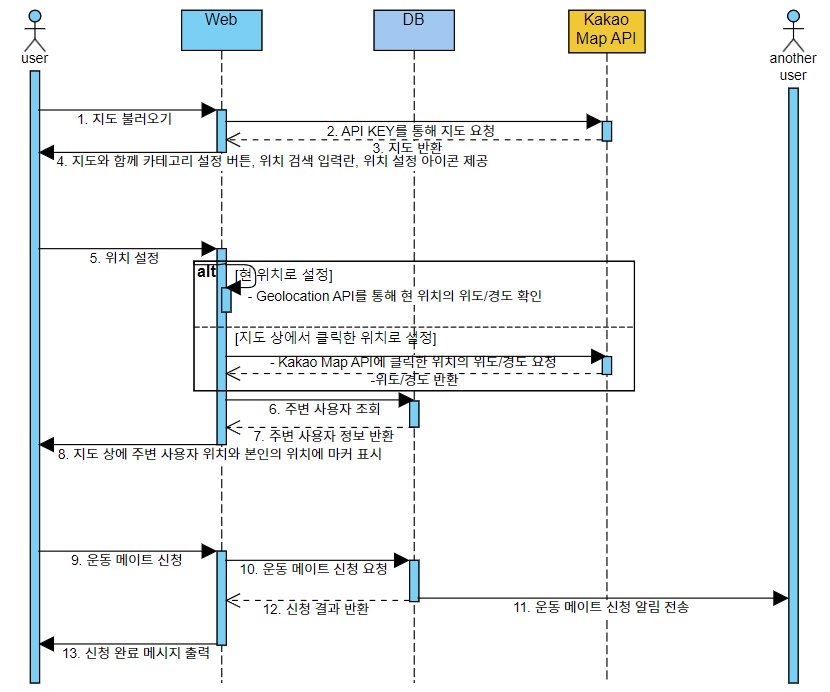 Web
DB
Kakao
Map API
user
another
user
1. 지도 불러오기
2. API KEY를 통해 지도 요청
3. 지도 반환
4. 지도와 함께 카테고리 설정 버튼, 위치 검색 입력란, 위치 설정 아이콘 제공
5. 위치 설정
alt
[현 위치로 설정]
- Geolocation API를 통해 현 위치의 위도/경도 확인
[지도 상에서 클릭한 위치로 설정]
- Kakao Map API에 클릭한 위치의 위도/경도 요청
-위도/경도 반환
6. 주변 사용자 조회
7. 주변 사용자 정보 반환
8. 지도 상에 주변 사용자 위치와 본인의 위치에 마커 표시
9. 운동 메이트 신청
10. 운동 메이트 신청 요청
12. 신청 결과 반환
11. 운동 메이트 신청 알림 전송
13. 신청 완료 메시지 출력